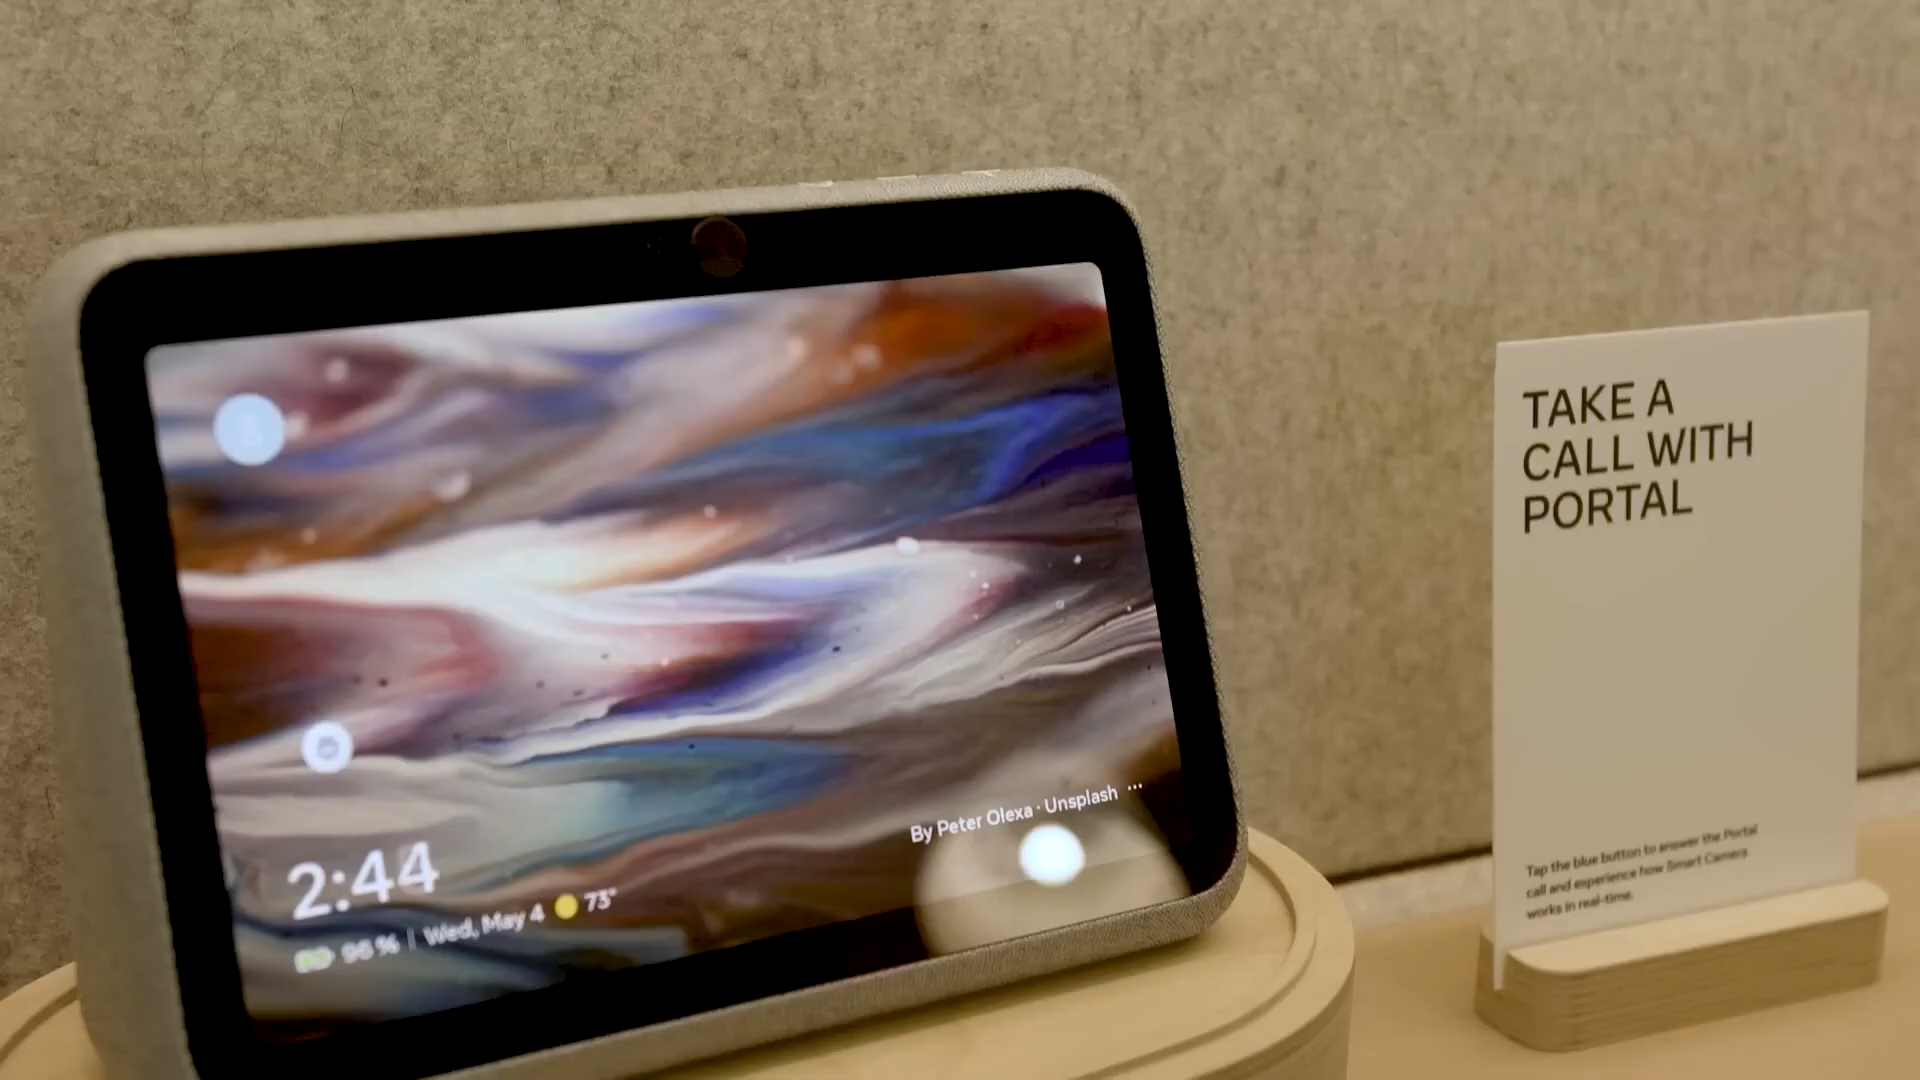 By Peter Olexa · Unsplash ···
2:44
96% | Wed, May 4 73°
TAKE A
CALL WITH
PORTAL
Tap the blue button to answer the Portal
call and experience how Smart Camera
works in real-time.